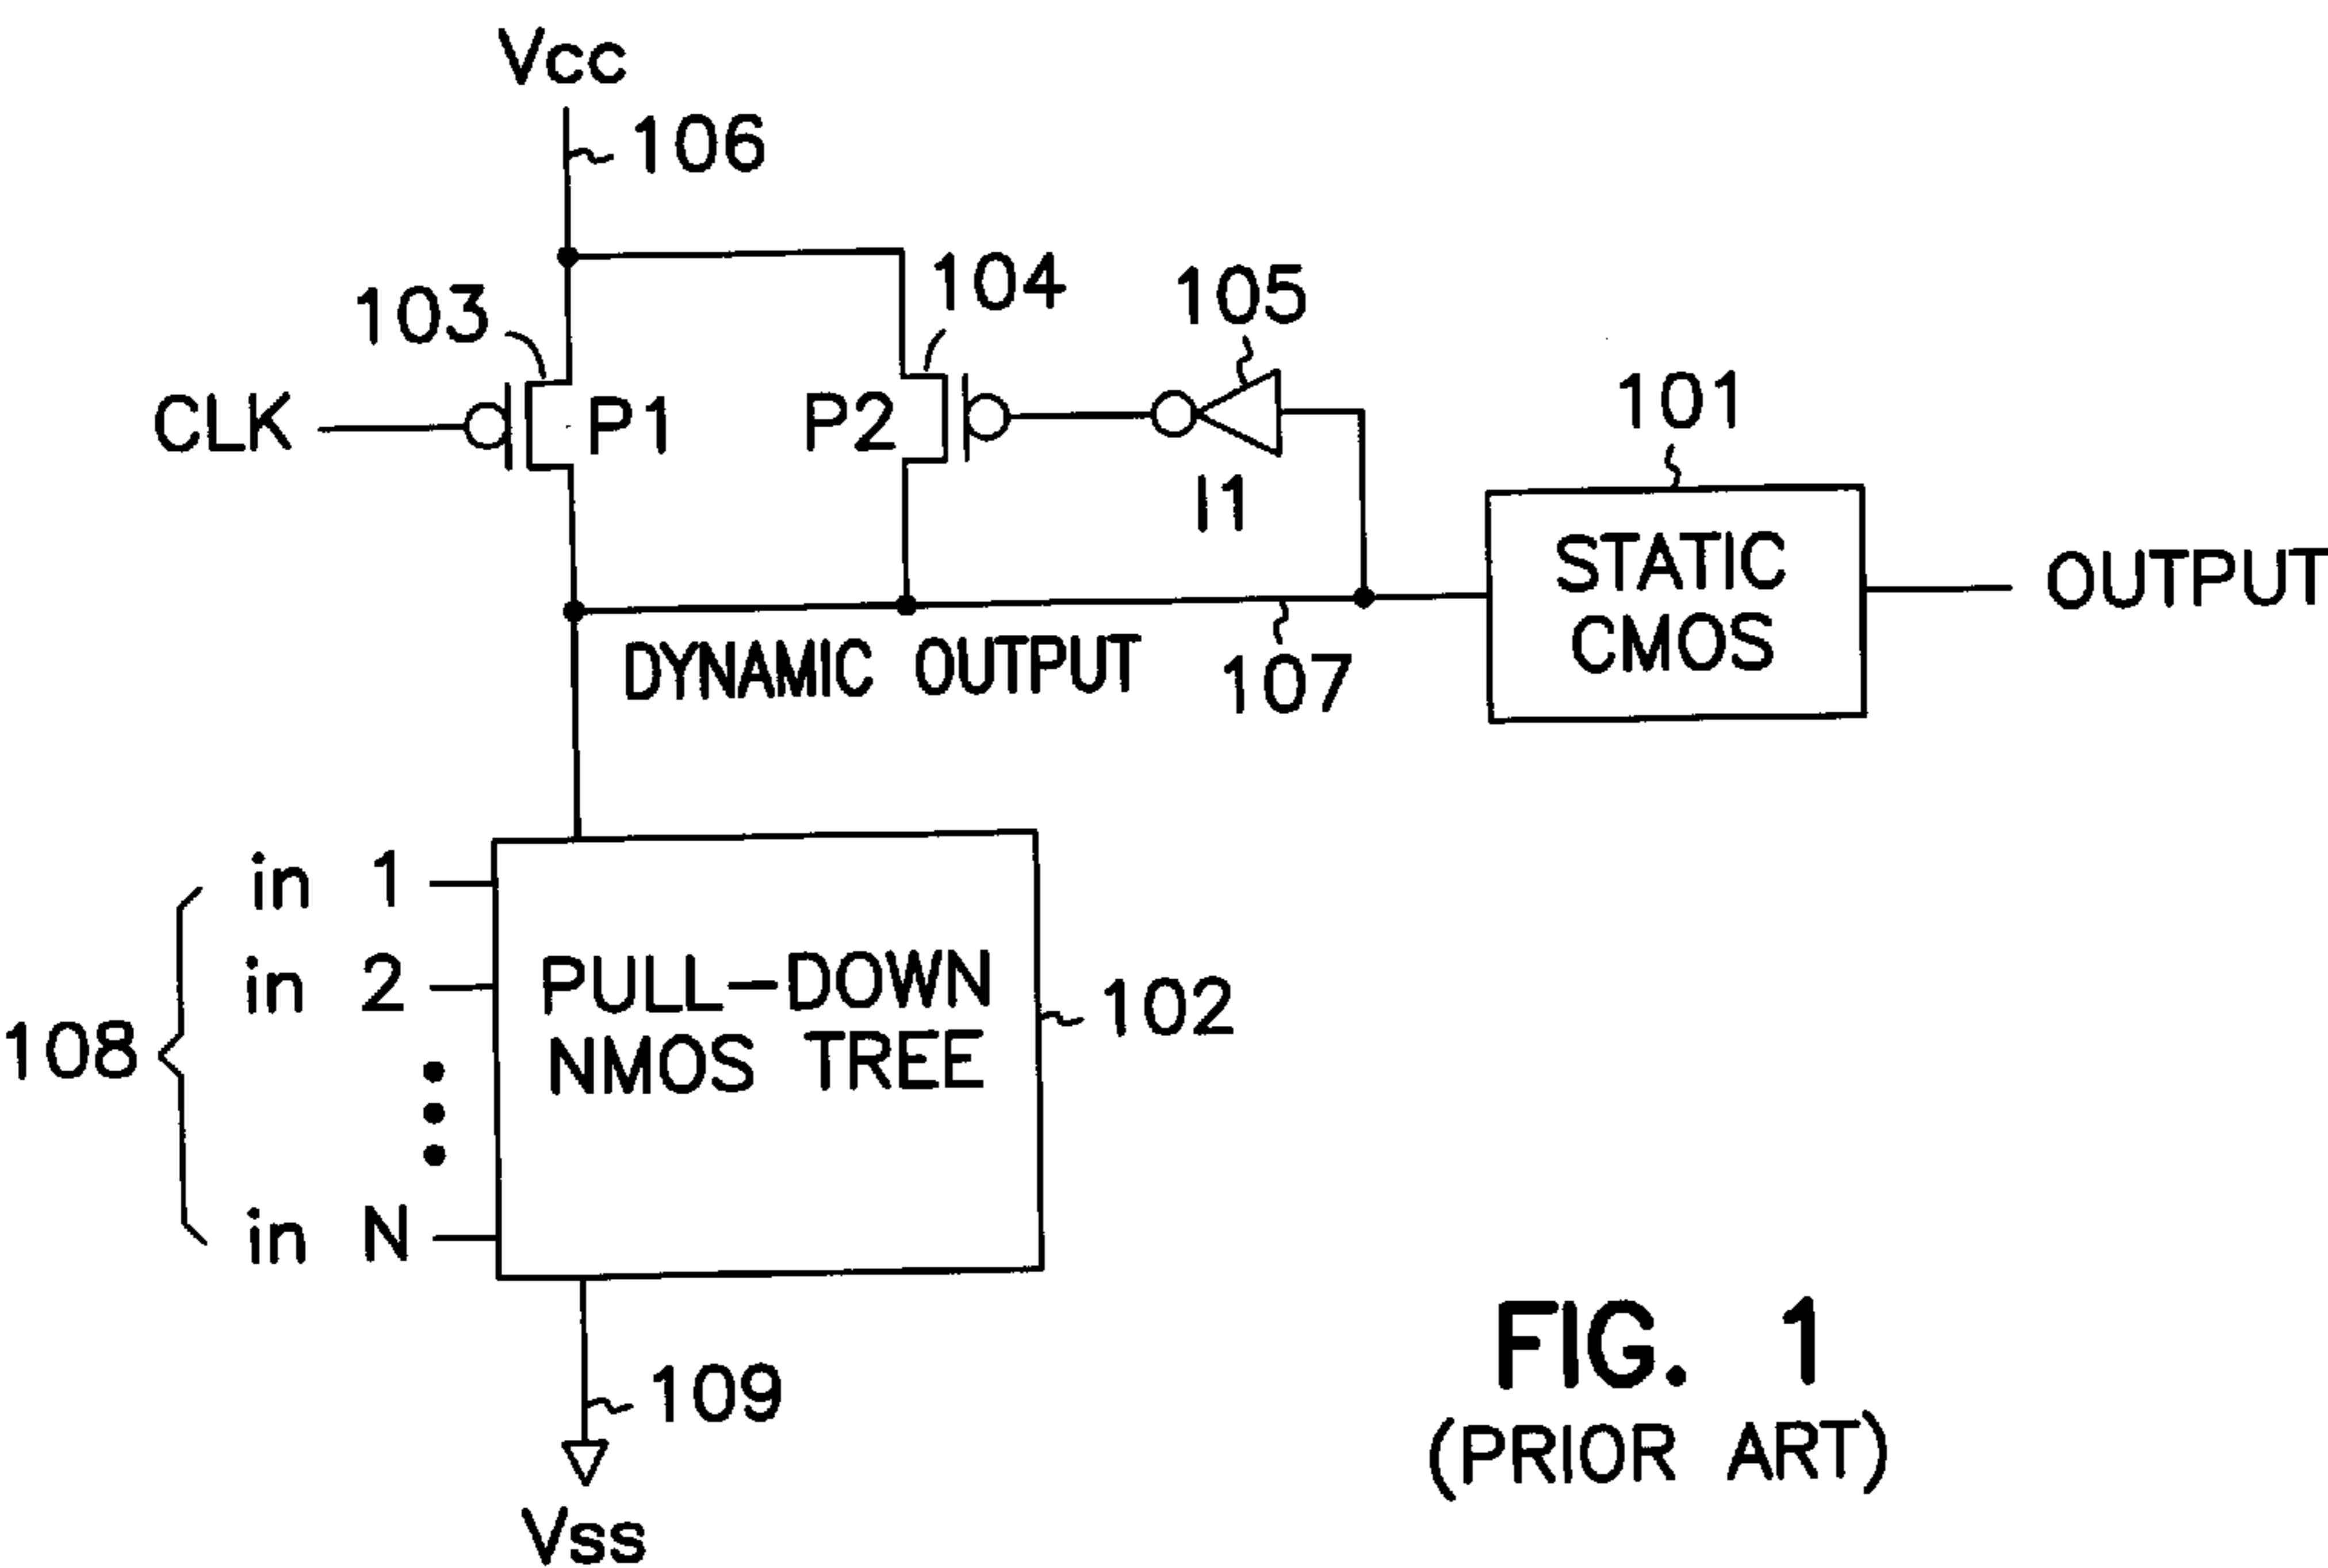 Vcc
106
103
104
105
CLK
P1
P2
I1
101
STATIC
CMOS
OUTPUT
DYNAMIC OUTPUT
107
108
in 1
in 2
in N
PULL-DOWN
NMOS TREE
102
109
Vss
FIG. 1
(PRIOR ART)